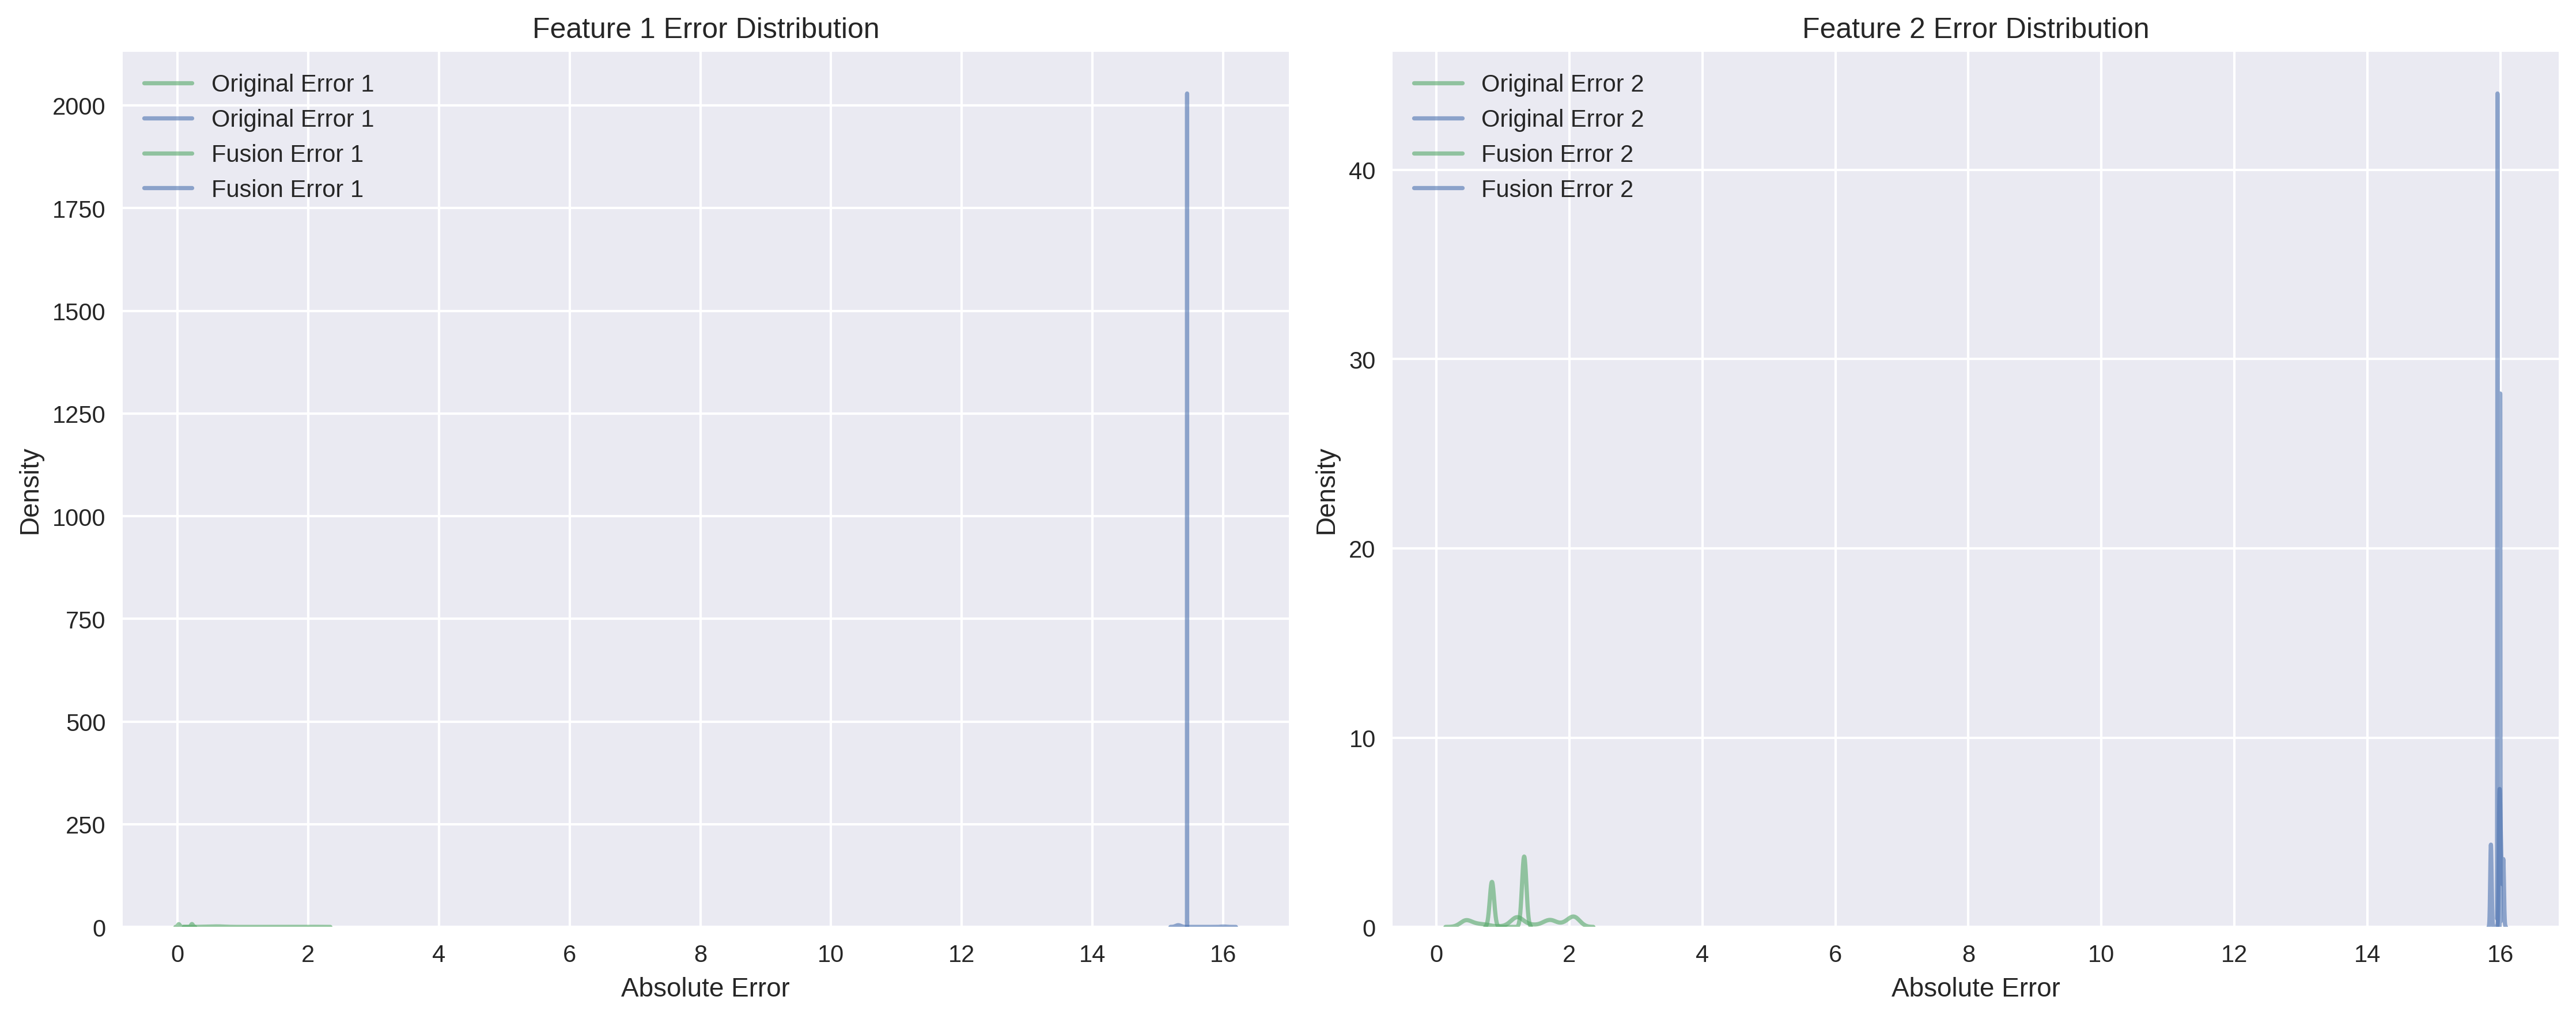 Feature 1 Error Distribution
Original Error 1
Original Error 1
Fusion Error 1
Fusion Error 1
2000
1750
1500
1250
1000
750
500
250
0
Density
0 2 4 6 8 10 12 14 16
Absolute Error
Feature 2 Error Distribution
Original Error 2
Original Error 2
Fusion Error 2
Fusion Error 2
40
30
20
10
0
Density
0 2 4 6 8 10 12 14 16
Absolute Error